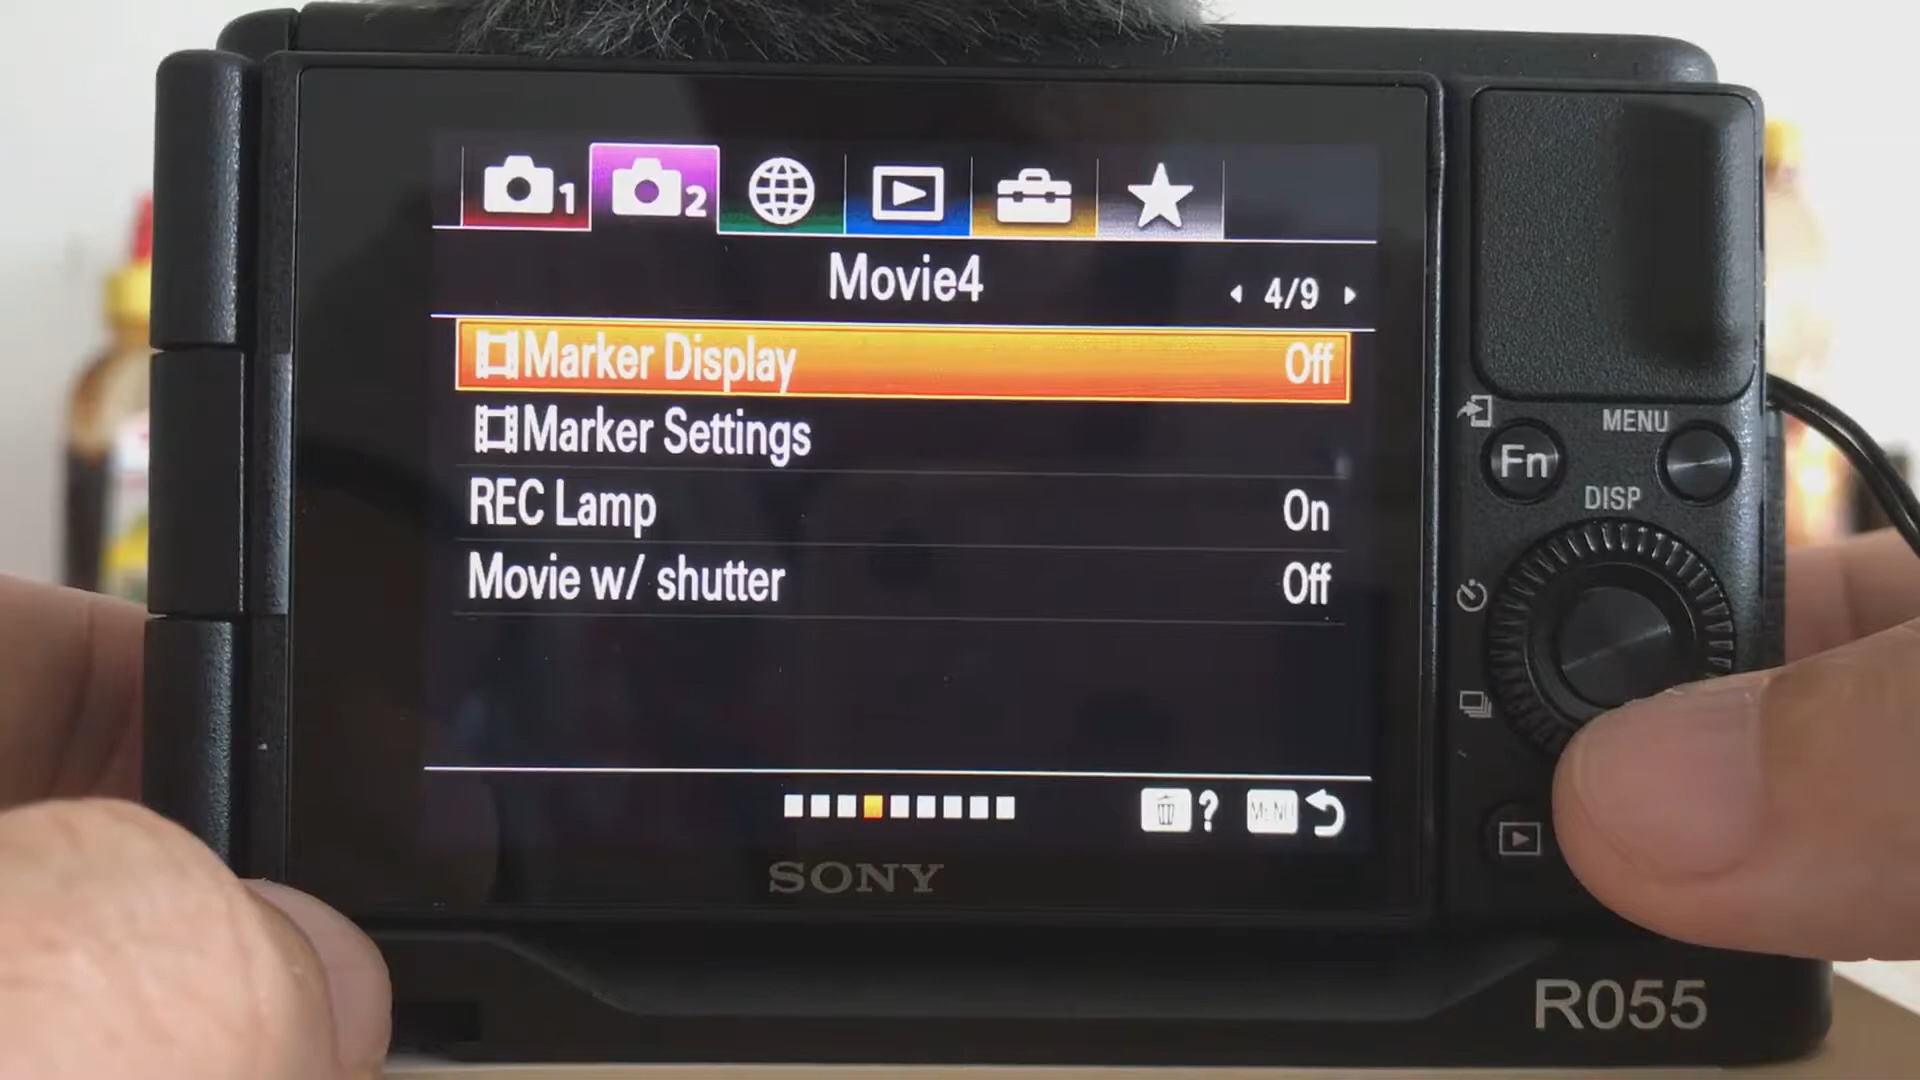 1 2
Movie4 4/9
Marker Display Off
Marker Settings
REC Lamp On
Movie w/ shutter Off
? MENU
SONY
MENU
Fn
DISP
R055